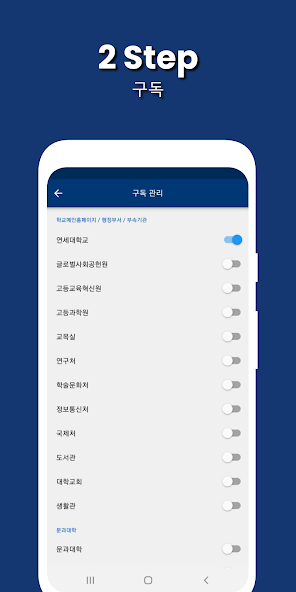 2 Step
구독
구독 관리
학교메인홈페이지 / 행정부서 / 부속기관
연세대학교
글로벌사회공헌원
고등교육혁신원
고등과학원
교목실
연구처
학술문화처
정보통신처
국제처
도서관
대학교회
생활관
문과대학
문과대학